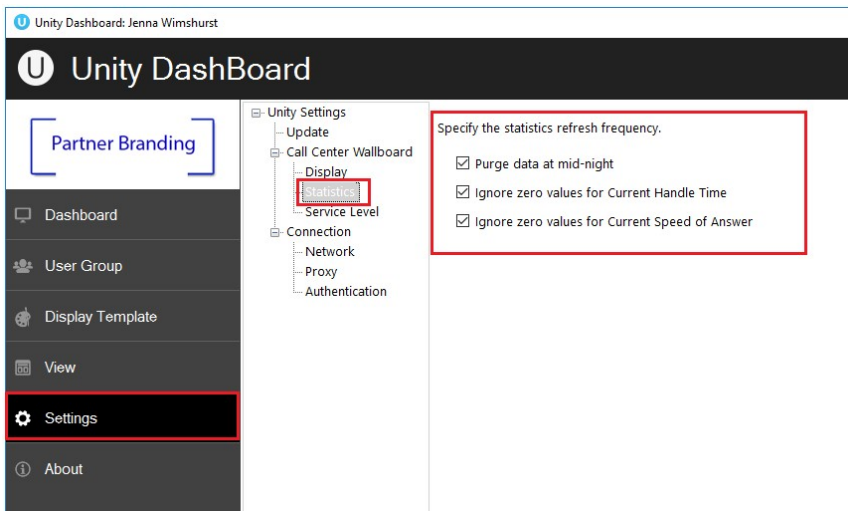 Unity Dashboard: Jenna Wimshurst
Unity DashBoard
Partner Branding
Dashboard
User Group
Display Template
View
Settings
About
Unity Settings
Update
Call Center Wallboard
Display
Statistics
Service Level
Connection
Network
Proxy
Authentication
Specify the statistics refresh frequency.
Purge data at mid-night
Ignore zero values for Current Handle Time
Ignore zero values for Current Speed of Answer